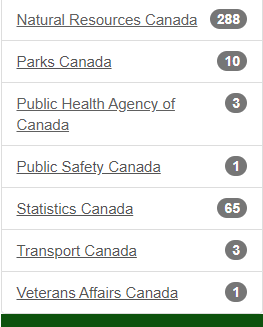 Natural Resources Canada 288
Parks Canada 10
Public Health Agency of 3
Canada
Public Safety Canada 1
Statistics Canada 65
Transport Canada 3
Veterans Affairs Canada 1